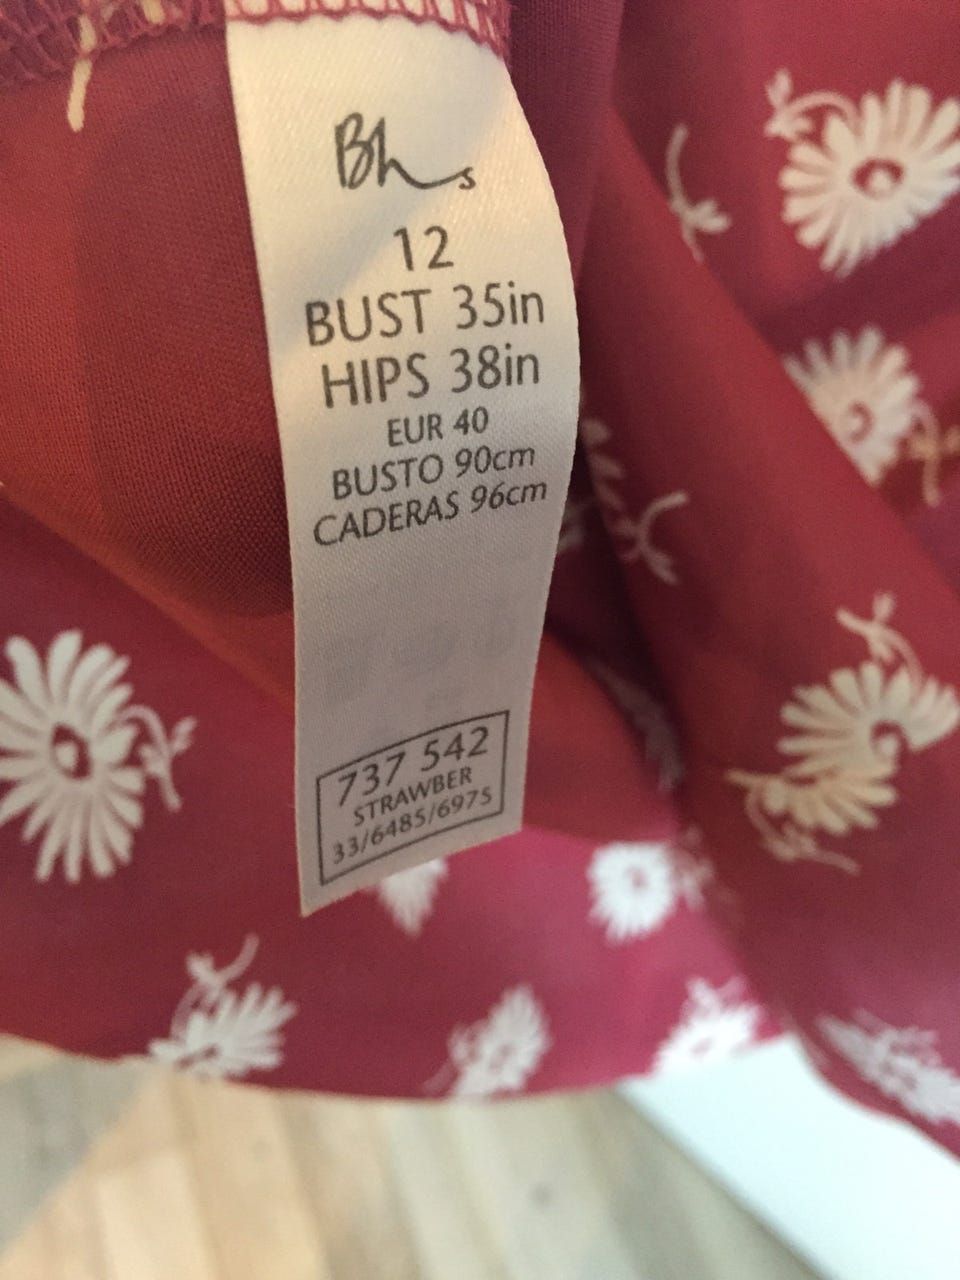 Bhs
12
BUST 35in
HIPS 38in
EUR 40
BUSTO 90cm
CADERAS 96cm
737 542
STRAWBER
33/6485/6975